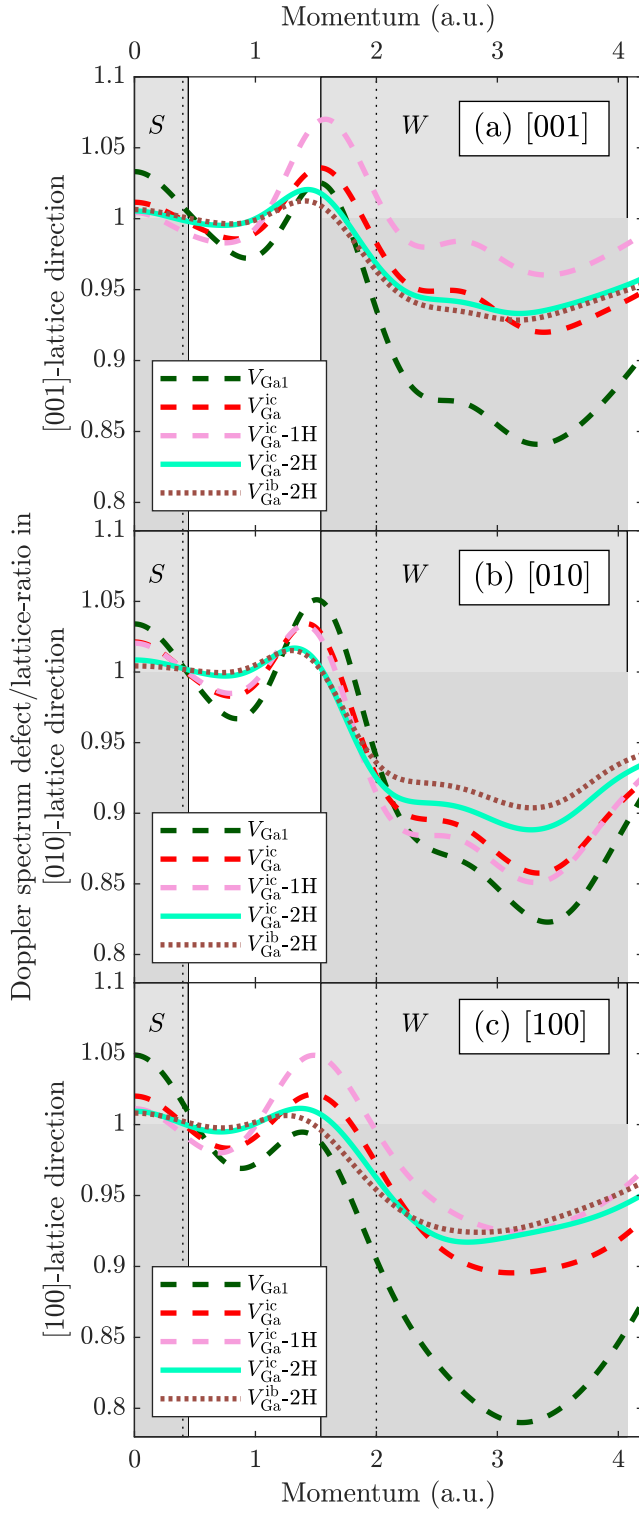 Momentum (a.u.)
0 1 2 3 4
Doppler spectrum defect/lattice-ratio in
[001]-lattice direction
1.1
1.05
1
0.95
0.9
0.85
0.8
S
W
(a) [001]
V_Ga1
V_Ga^ic
V_Ga^ic-1H
V_Ga^ic-2H
V_Ga^ib-2H
[010]-lattice direction
1.1
1.05
1
0.95
0.9
0.85
0.8
S
W
(b) [010]
V_Ga1
V_Ga^ic
V_Ga^ic-1H
V_Ga^ic-2H
V_Ga^ib-2H
[100]-lattice direction
1.1
1.05
1
0.95
0.9
0.85
0.8
S
W
(c) [100]
V_Ga1
V_Ga^ic
V_Ga^ic-1H
V_Ga^ic-2H
V_Ga^ib-2H
0 1 2 3 4
Momentum (a.u.)